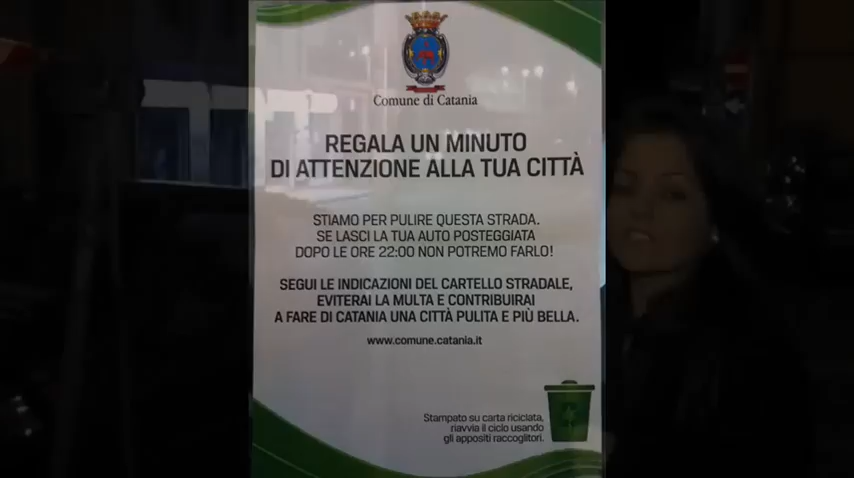 Comune di Catania
REGALA UN MINUTO
DI ATTENZIONE ALLA TUA CITTÀ
STIAMO PER PULIRE QUESTA STRADA.
SE LASCI LA TUA AUTO POSTEGGIATA
DOPO LE ORE 22:00 NON POTREMO FARLO!
SEGUI LE INDICAZIONI DEL CARTELLO STRADALE,
EVITERAI LA MULTA E CONTRIBUIRAI
A FARE DI CATANIA UNA CITTÀ PULITA E PIÙ BELLA.
www.comune.catania.it
Stampato su carta riciclata,
riavvia il ciclo usando
gli appositi raccoglitori.